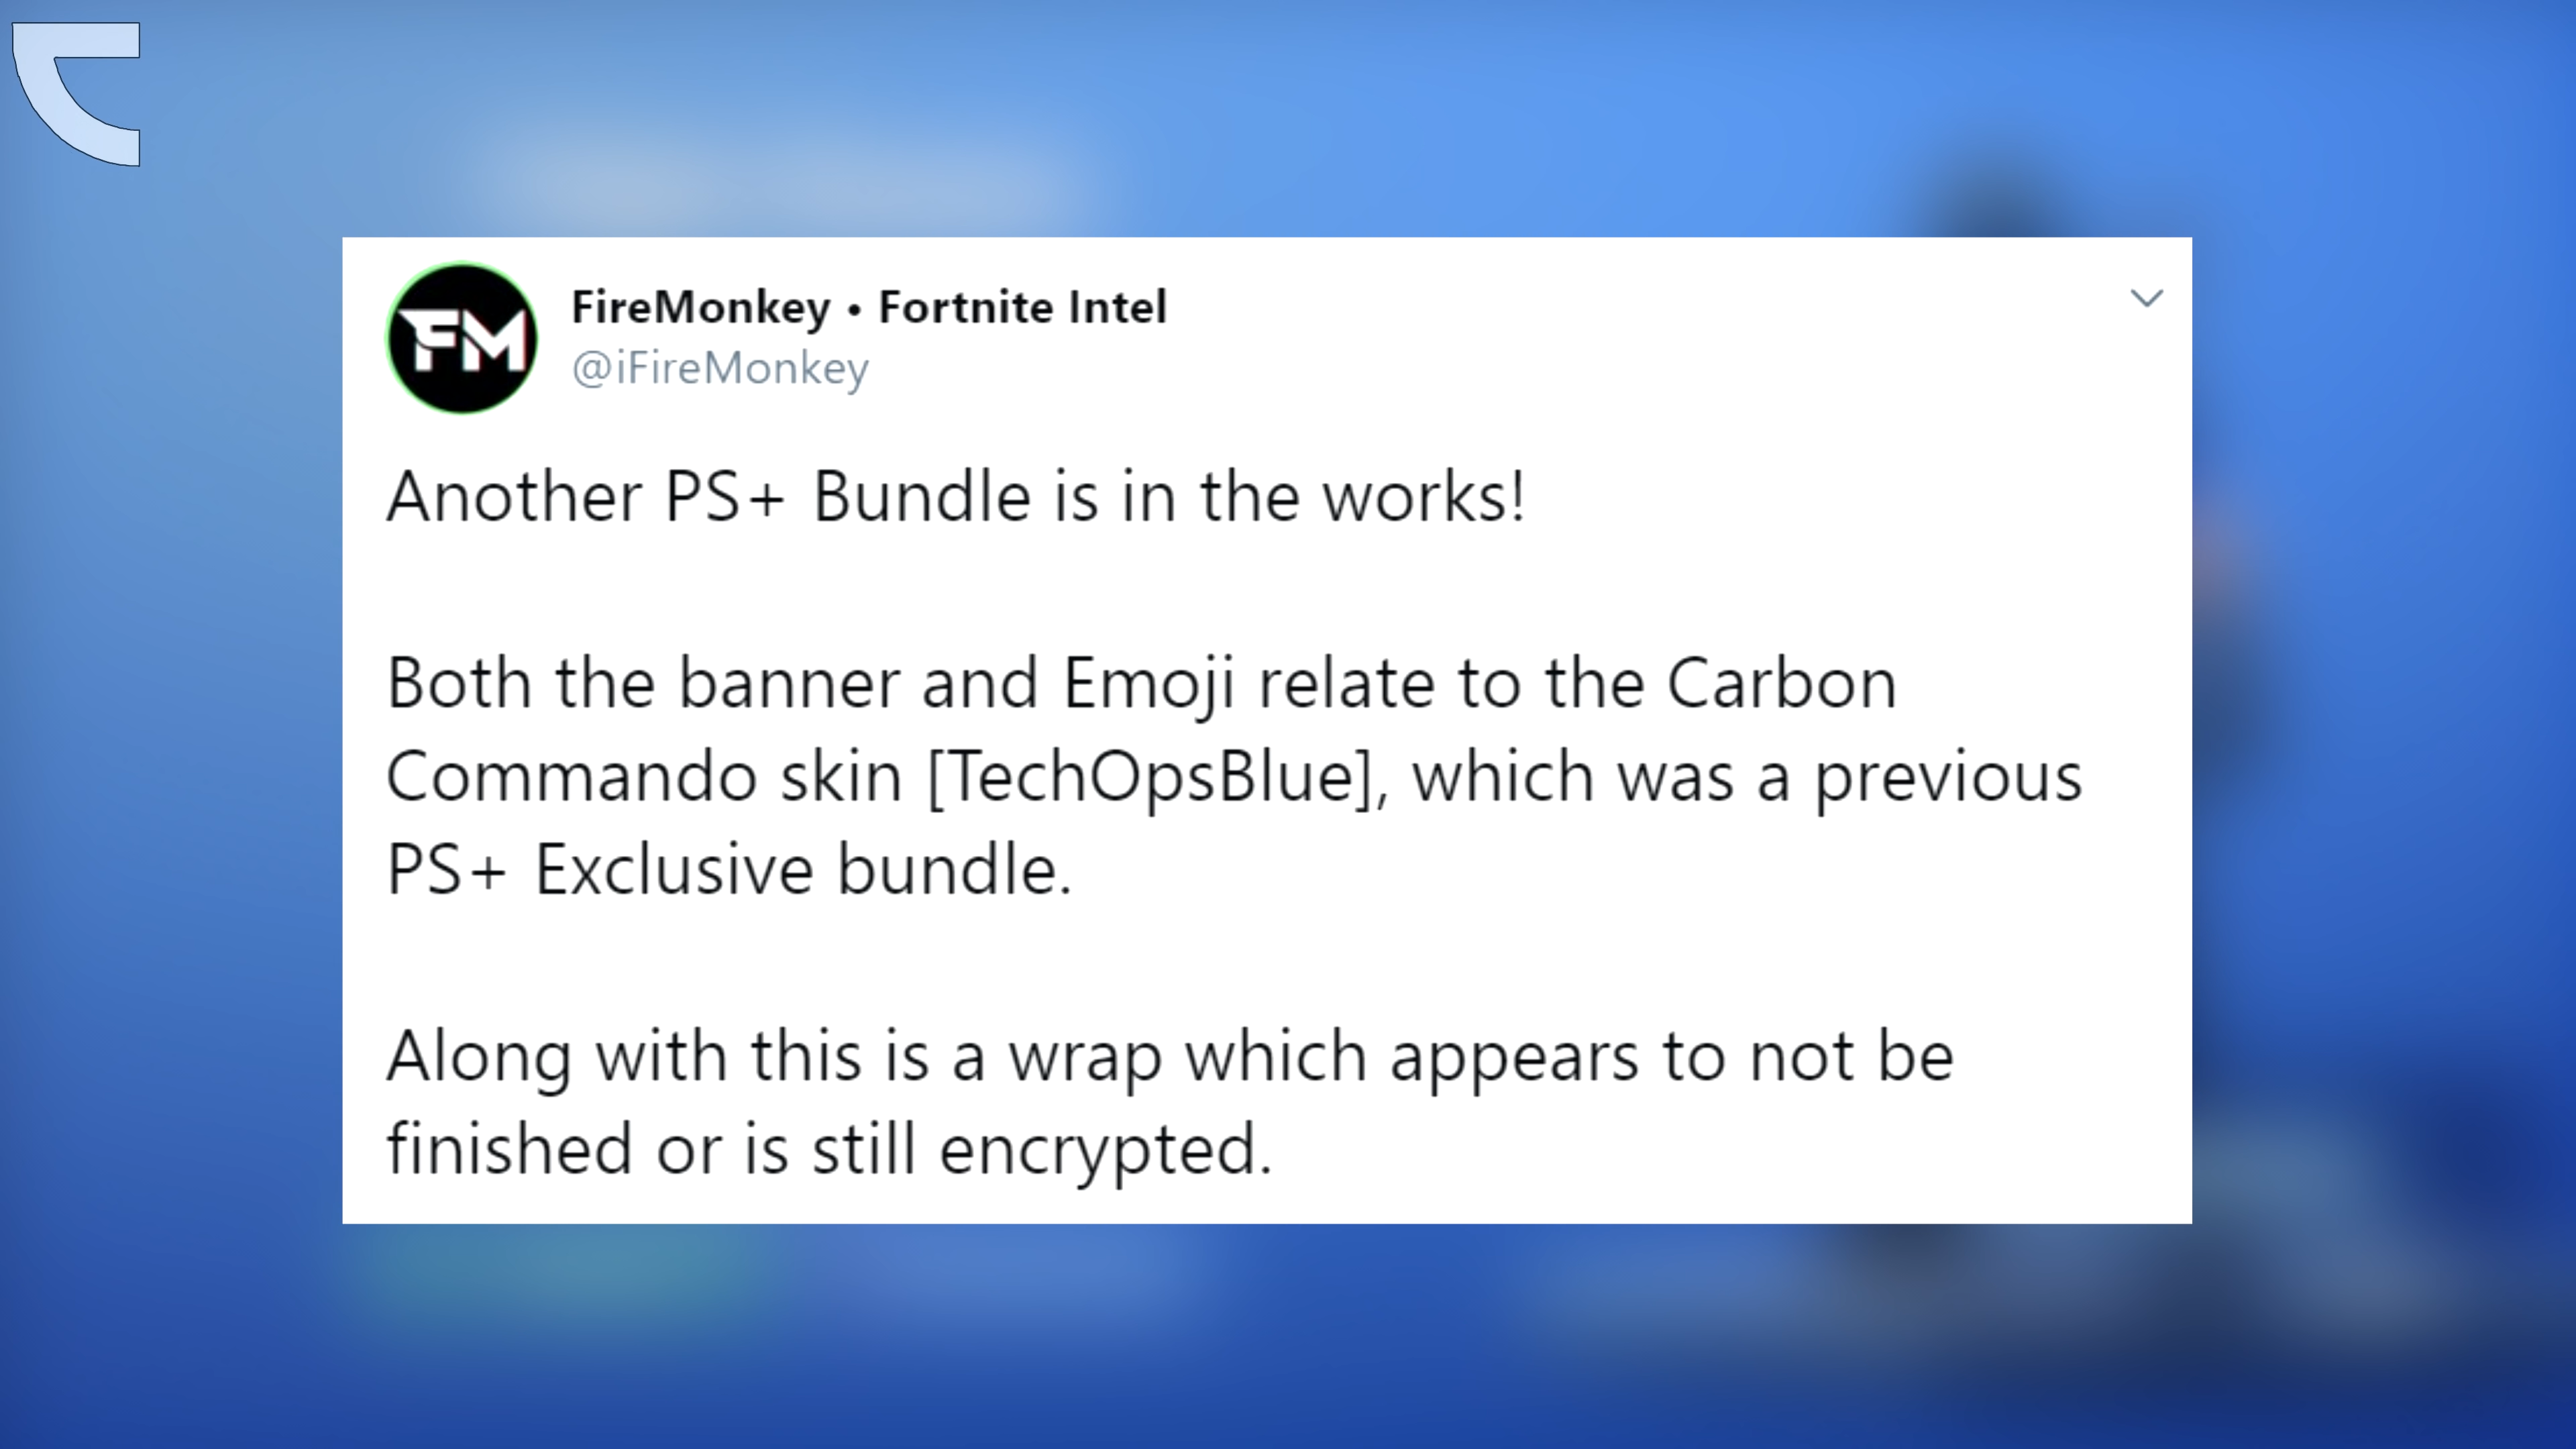 FM
FireMonkey • Fortnite Intel
@iFireMonkey
Another PS+ Bundle is in the works!
Both the banner and Emoji relate to the Carbon
Commando skin [TechOpsBlue], which was a previous
PS+ Exclusive bundle.
Along with this is a wrap which appears to not be
finished or is still encrypted.